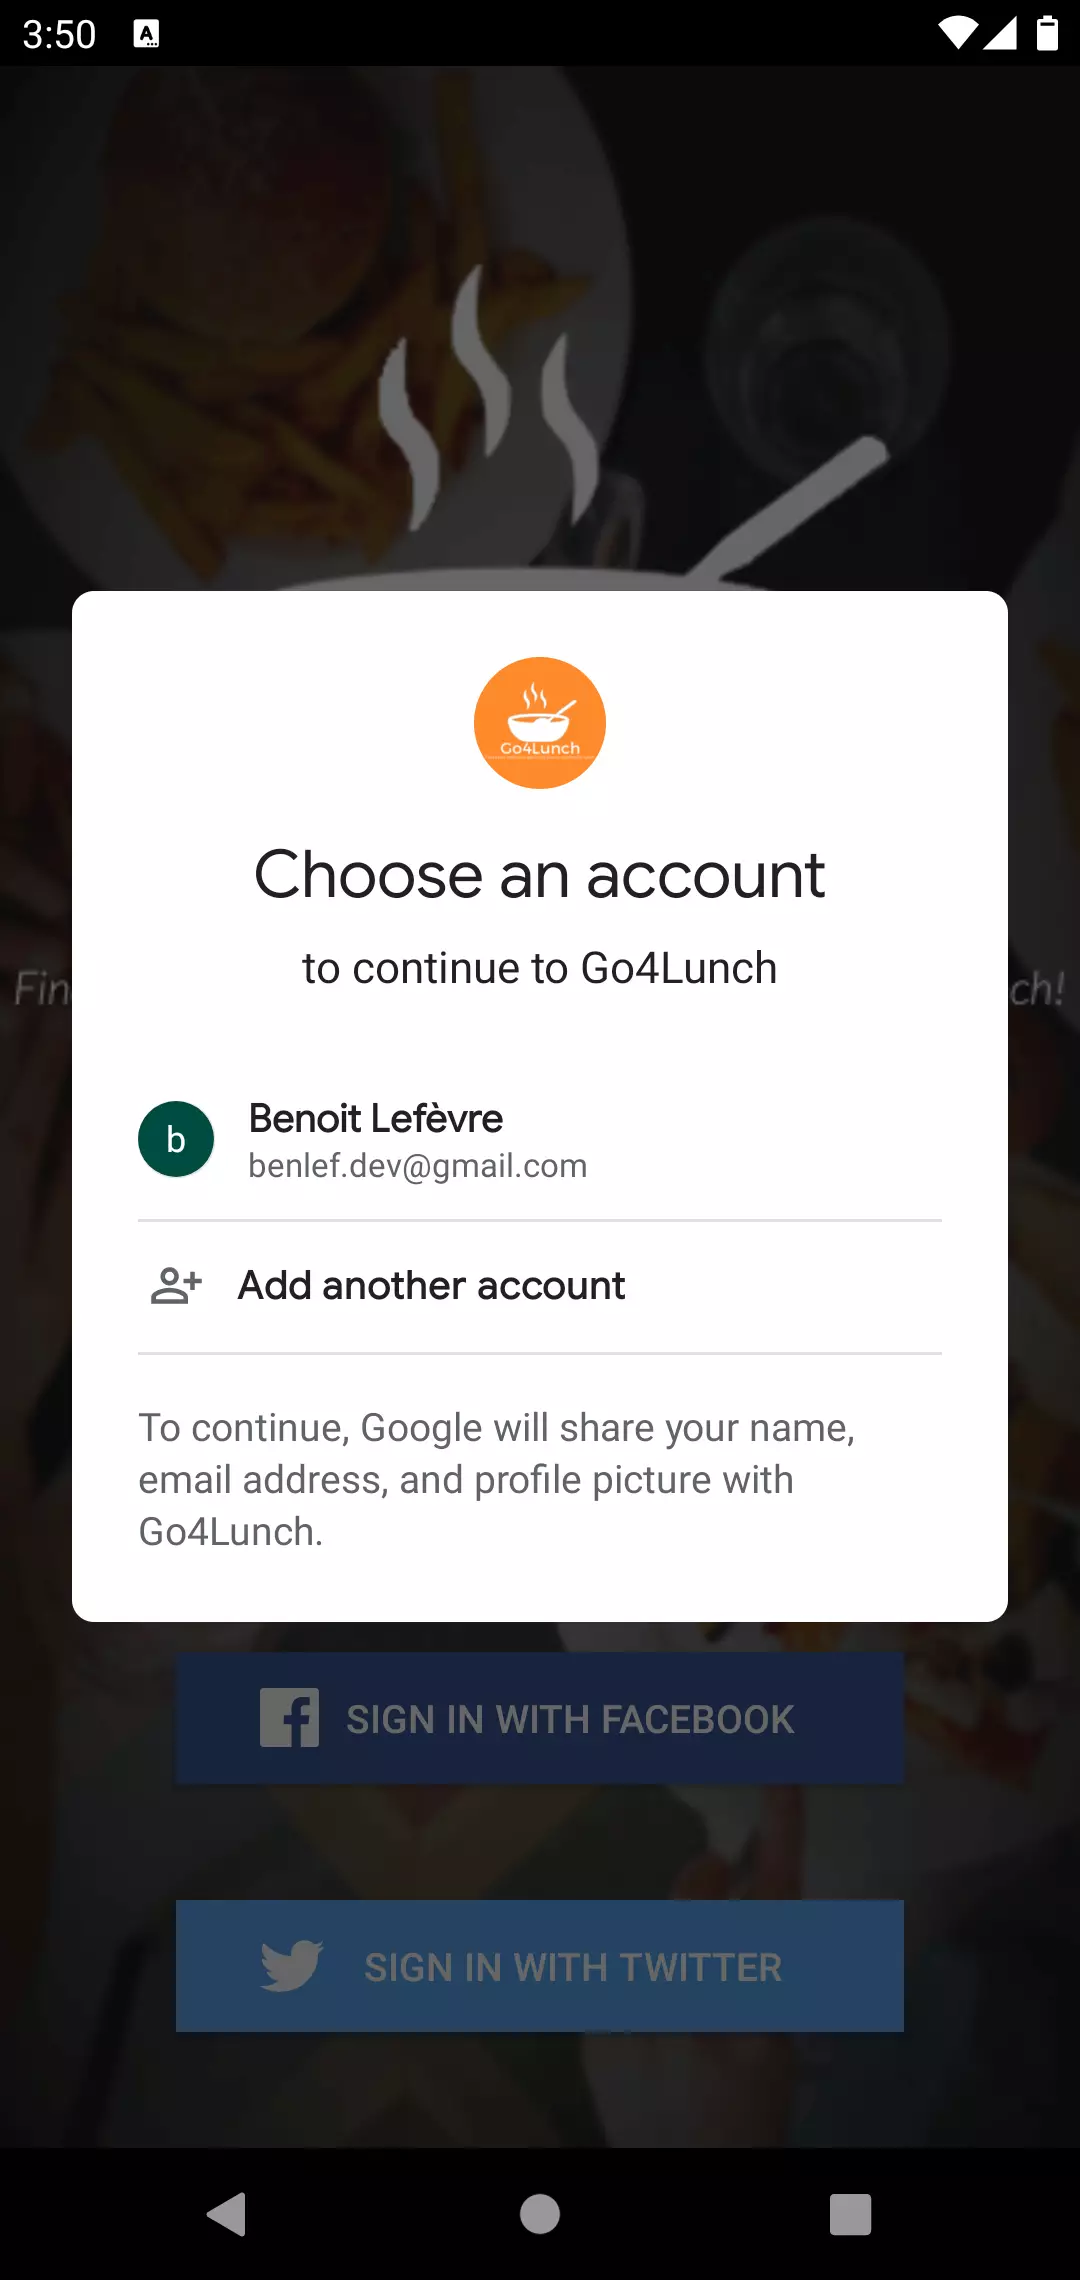 3:50
A
Go4Lunch
Choose an account
to continue to Go4Lunch
Fin
ch!
b
Benoit Lefèvre
benlef.dev@gmail.com
Add another account
To continue, Google will share your name,
email address, and profile picture with
Go4Lunch.
SIGN IN WITH FACEBOOK
SIGN IN WITH TWITTER